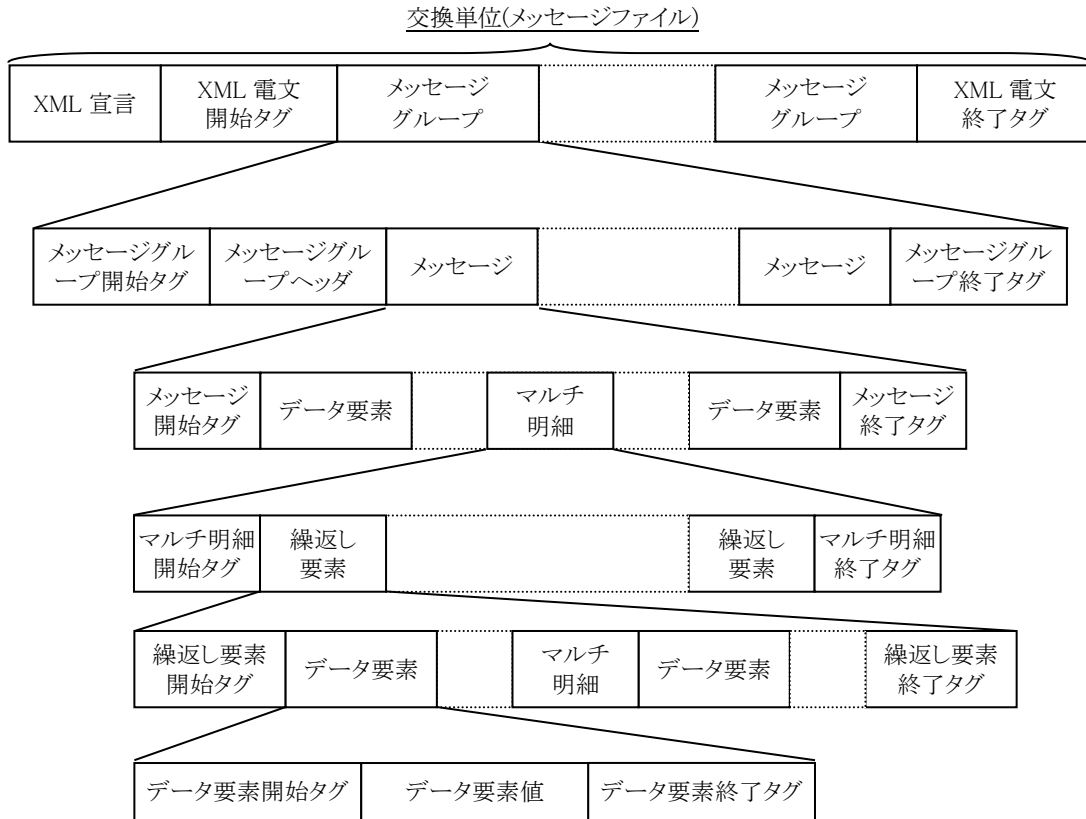 交換単位(メッセージファイル)
XML 宣言
XML 電文
開始タグ
メッセージ
グループ
メッセージ
グループ
XML 電文
終了タグ
メッセージグル
ープ開始タグ
メッセージグル
ープヘッダ
メッセージ
メッセージ
メッセージグル
ープ終了タグ
メッセージ
開始タグ
データ要素
マルチ
明細
データ要素
メッセージ
終了タグ
マルチ明細
開始タグ
繰返し
要素
繰返し
要素
マルチ明細
終了タグ
繰返し要素
開始タグ
データ要素
マルチ
明細
データ要素
繰返し要素
終了タグ
データ要素開始タグ
データ要素値
データ要素終了タグ